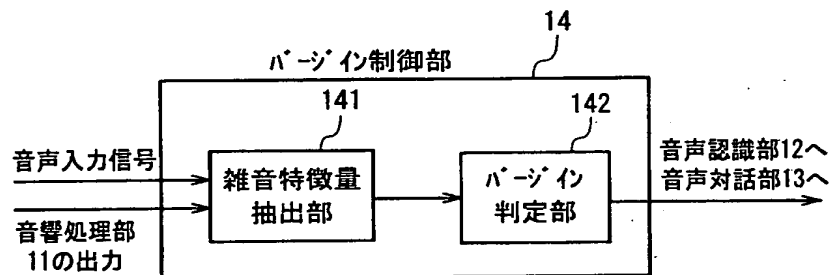 14
バージイン制御部
141
142
音声入力信号
音響処理部
11の出力
雑音特徴量
抽出部
バージイン
判定部
音声認識部12へ
音声対話部13へ